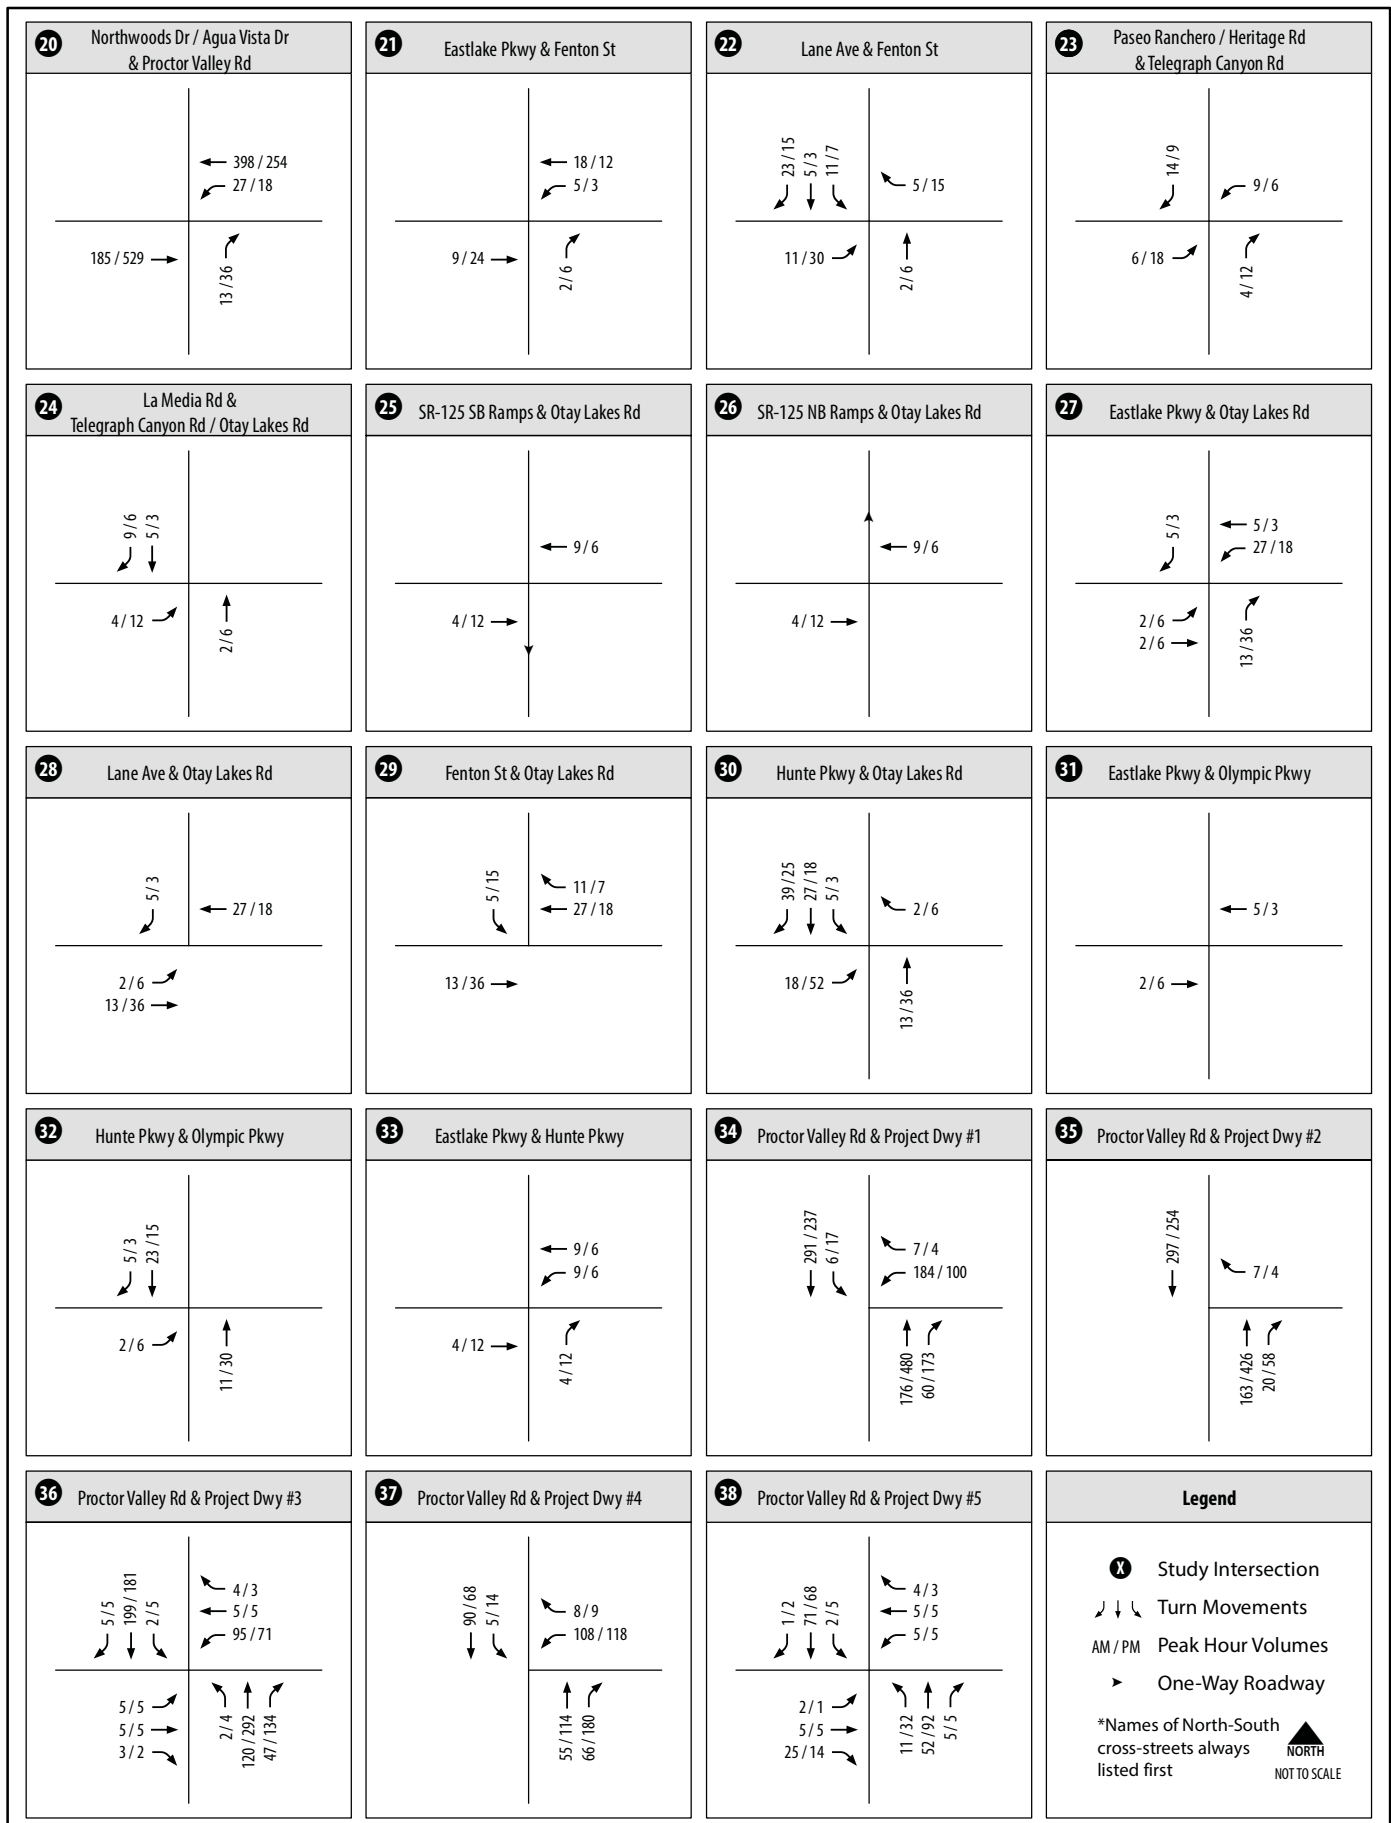 20 Northwoods Dr / Agua Vista Dr
& Proctor Valley Rd
398 / 254
27 / 18
185 / 529
13 / 36
21 Eastlake Pkwy & Fenton St
18 / 12
5 / 3
9 / 24
2 / 6
22 Lane Ave & Fenton St
23 / 15
5 / 3
11 / 7
5 / 15
11 / 30
2 / 6
23 Paseo Ranchero / Heritage Rd
& Telegraph Canyon Rd
14 / 9
9 / 6
6 / 18
4 / 12
24 La Media Rd &
Telegraph Canyon Rd / Otay Lakes Rd
9 / 6
5 / 3
4 / 12
2 / 6
25 SR-125 SB Ramps & Otay Lakes Rd
9 / 6
4 / 12
26 SR-125 NB Ramps & Otay Lakes Rd
9 / 6
4 / 12
27 Eastlake Pkwy & Otay Lakes Rd
5 / 3
5 / 3
27 / 18
2 / 6
2 / 6
13 / 36
28 Lane Ave & Otay Lakes Rd
5 / 3
27 / 18
2 / 6
13 / 36
29 Fenton St & Otay Lakes Rd
5 / 15
11 / 7
27 / 18
13 / 36
30 Hunte Pkwy & Otay Lakes Rd
39 / 25
27 / 18
5 / 3
2 / 6
18 / 52
13 / 36
31 Eastlake Pkwy & Olympic Pkwy
5 / 3
2 / 6
32 Hunte Pkwy & Olympic Pkwy
5 / 3
23 / 15
2 / 6
11 / 30
33 Eastlake Pkwy & Hunte Pkwy
9 / 6
9 / 6
4 / 12
4 / 12
34 Proctor Valley Rd & Project Dwy #1
291 / 237
6 / 17
7 / 4
184 / 100
176 / 480
60 / 173
35 Proctor Valley Rd & Project Dwy #2
297 / 254
7 / 4
163 / 426
20 / 58
36 Proctor Valley Rd & Project Dwy #3
5 / 5
199 / 181
2 / 5
4 / 3
5 / 5
95 / 71
5 / 5
5 / 5
3 / 2
2 / 4
120 / 292
47 / 134
37 Proctor Valley Rd & Project Dwy #4
90 / 68
5 / 14
8 / 9
108 / 118
55 / 114
66 / 180
38 Proctor Valley Rd & Project Dwy #5
1 / 2
71 / 68
2 / 5
4 / 3
5 / 5
5 / 5
2 / 1
5 / 5
25 / 14
11 / 32
52 / 92
5 / 5
Legend
X Study Intersection
Turn Movements
AM / PM Peak Hour Volumes
One-Way Roadway
*Names of North-South
cross-streets always
listed first
NORTH
NOT TO SCALE